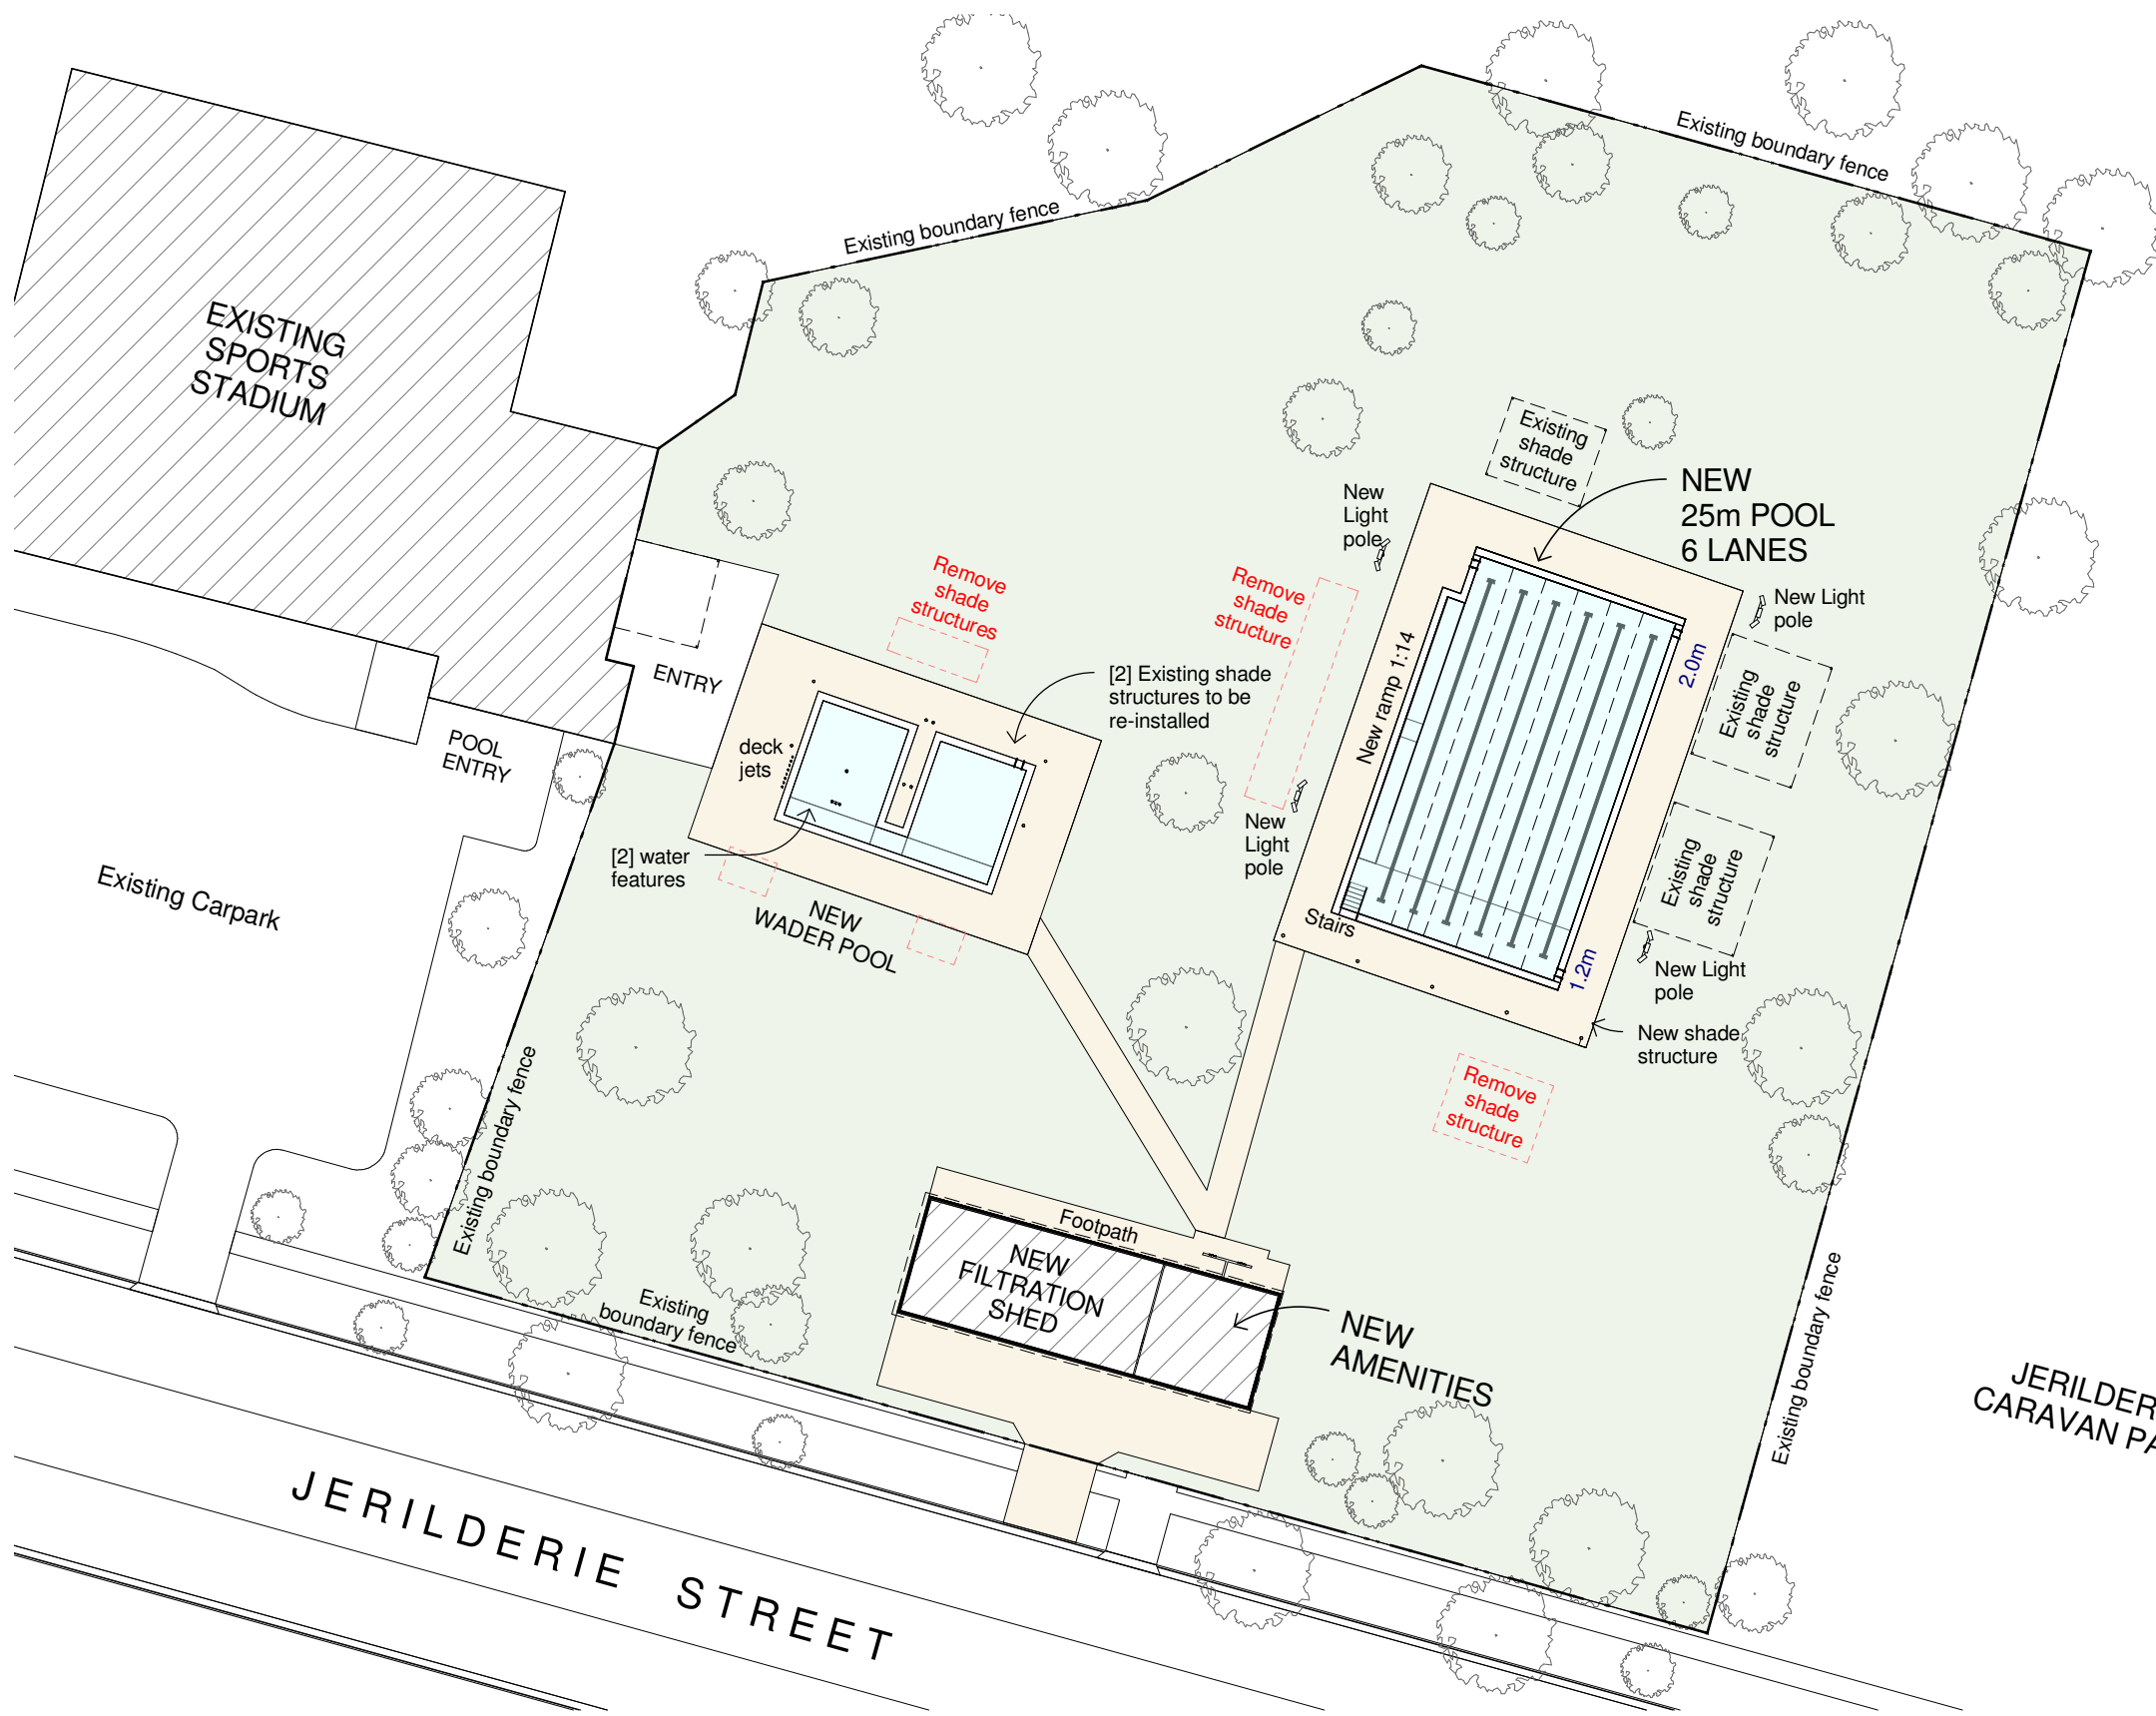 Existing boundary fence
Existing boundary fence
EXISTING
SPORTS
STADIUM
Existing
shade
structure
NEW
25m POOL
6 LANES
New
Light
pole
Remove
shade
structures
Remove
shade
structure
New Light
pole
New ramp 1:14
2.0m
Existing
shade
structure
ENTRY
[2] Existing shade
structures to be
re-installed
POOL
ENTRY
deck
jets
New
Light
pole
[2] water
features
Existing
shade
structure
Existing Carpark
NEW
WADER POOL
Stairs
1.2m
New Light
pole
New shade
structure
Remove
shade
structure
Existing boundary fence
Footpath
NEW
FILTRATION
SHED
Existing
boundary fence
NEW
AMENITIES
Existing boundary fence
JERILDER
CARAVAN PA
JERILDERIE STREET